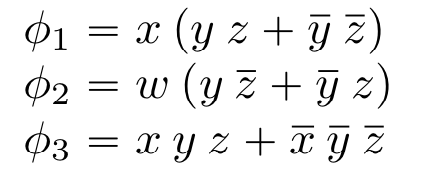 ϕ₁ = x (y z + y̅ z̅)
ϕ₂ = w (y z̅ + y̅ z)
ϕ₃ = x y z + x̅ y̅ z̅